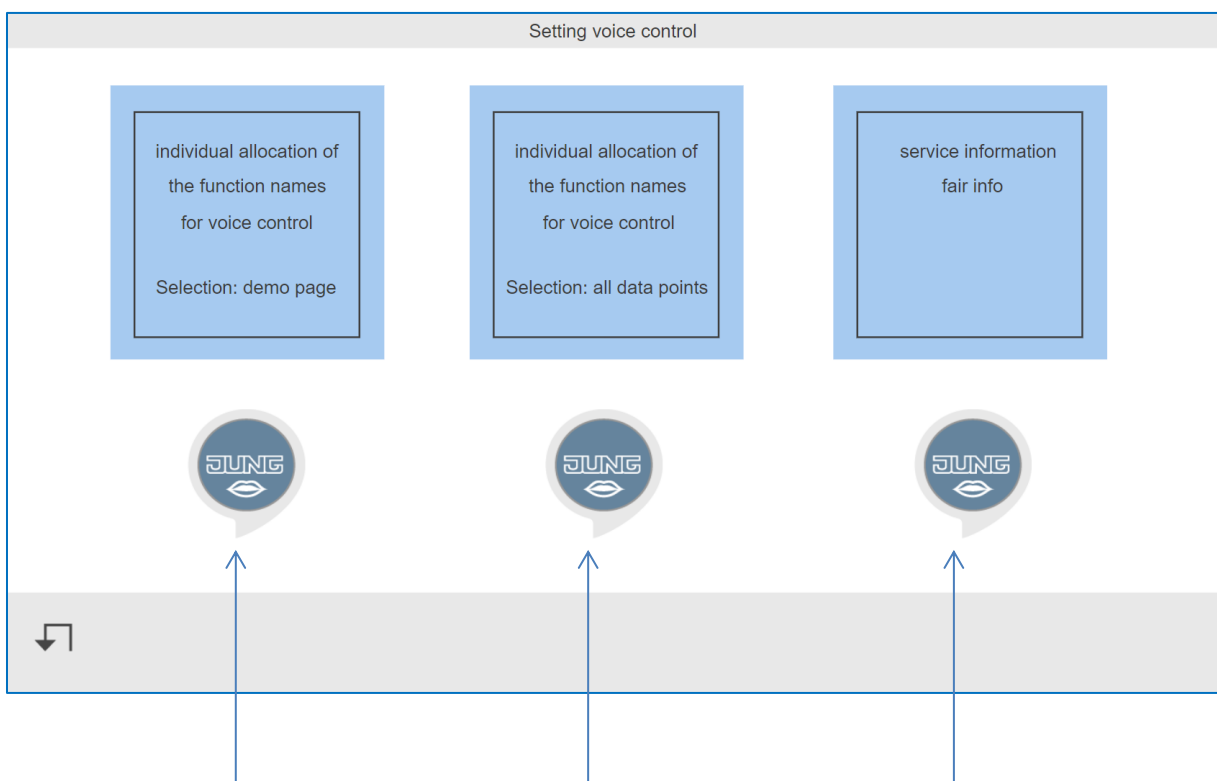 Setting voice control
individual allocation of
the function names
for voice control
Selection: demo page
individual allocation of
the function names
for voice control
Selection: all data points
service information
fair info
JUNG
JUNG
JUNG